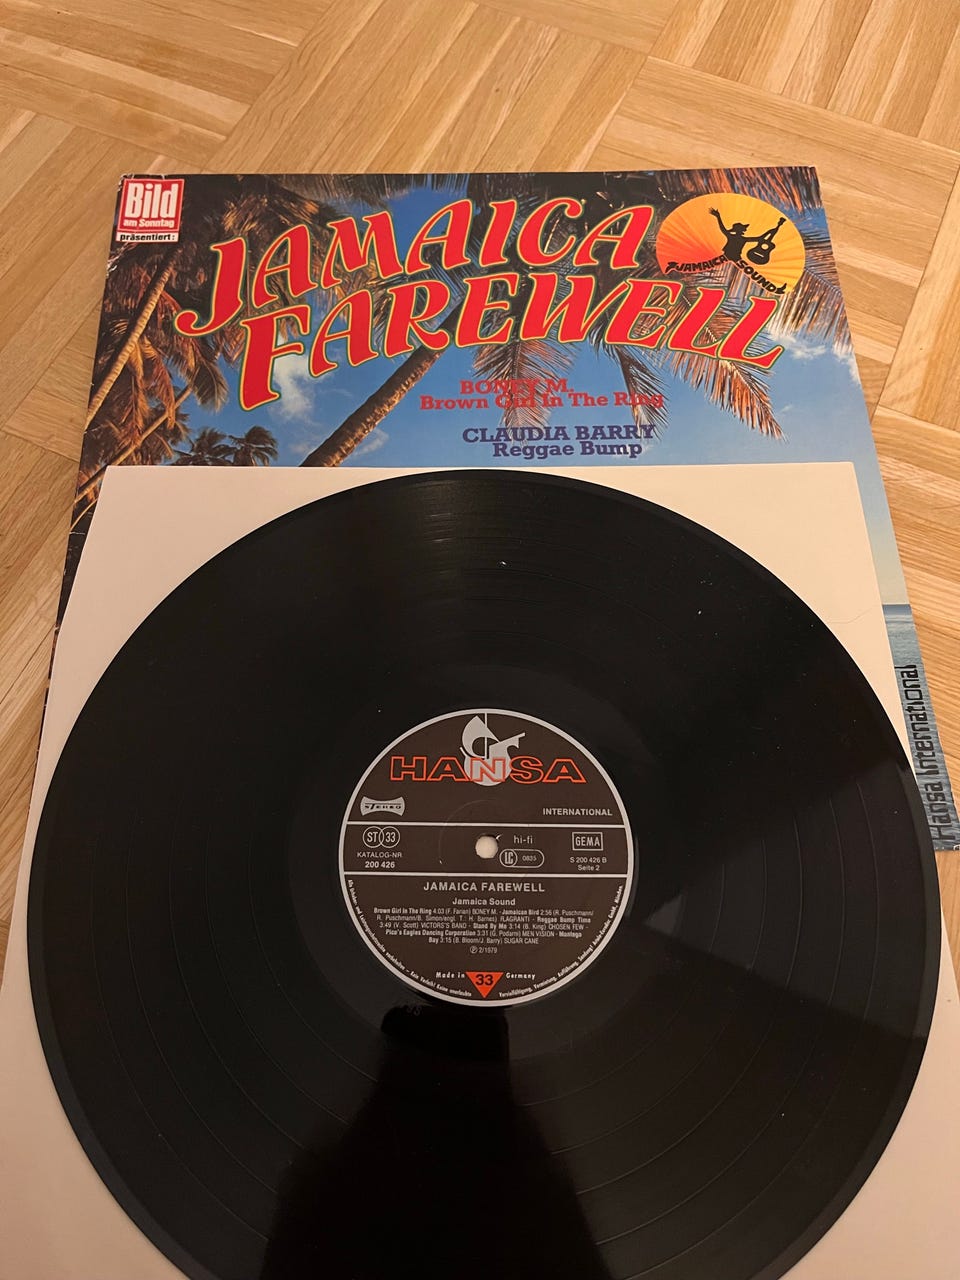 Bild
am Sonntag
präsentiert:
JAMAICA
FAREWELL
JAMAICA
SOUND
BONEY M.
Brown Girl In The Ring
CLAUDIA BARRY
Reggae Bump
Hansa International
HANSA
STEREO
INTERNATIONAL
ST 33
KATALOG-NR.
200 426
hi-fi
LC 0835
GEMA
S 200 426 B
Seite 2
JAMAICA FAREWELL
Jamaica Sound
Brown Girl In The Ring 4:03 (F. Farian) BONEY M. - Jamaican Bird 2:56 (R. Puschmann/
R. Puschmann/B. Simon/engl. T.: H. Barnes) FLAGRANTI - Reggae Bump Time
3:49 (V. Scott) VICTORS'S BAND - Stand By Me 3:14 (B. King) CHOSEN FEW -
Pico's Eagles Dancing Corporation 3:31 (G. Podarni) MEN VISION - Montego
Bay 3:15 (B. Bloom/J. Barry) SUGAR CANE
Ⓟ 2/1979
Made in 33 Germany